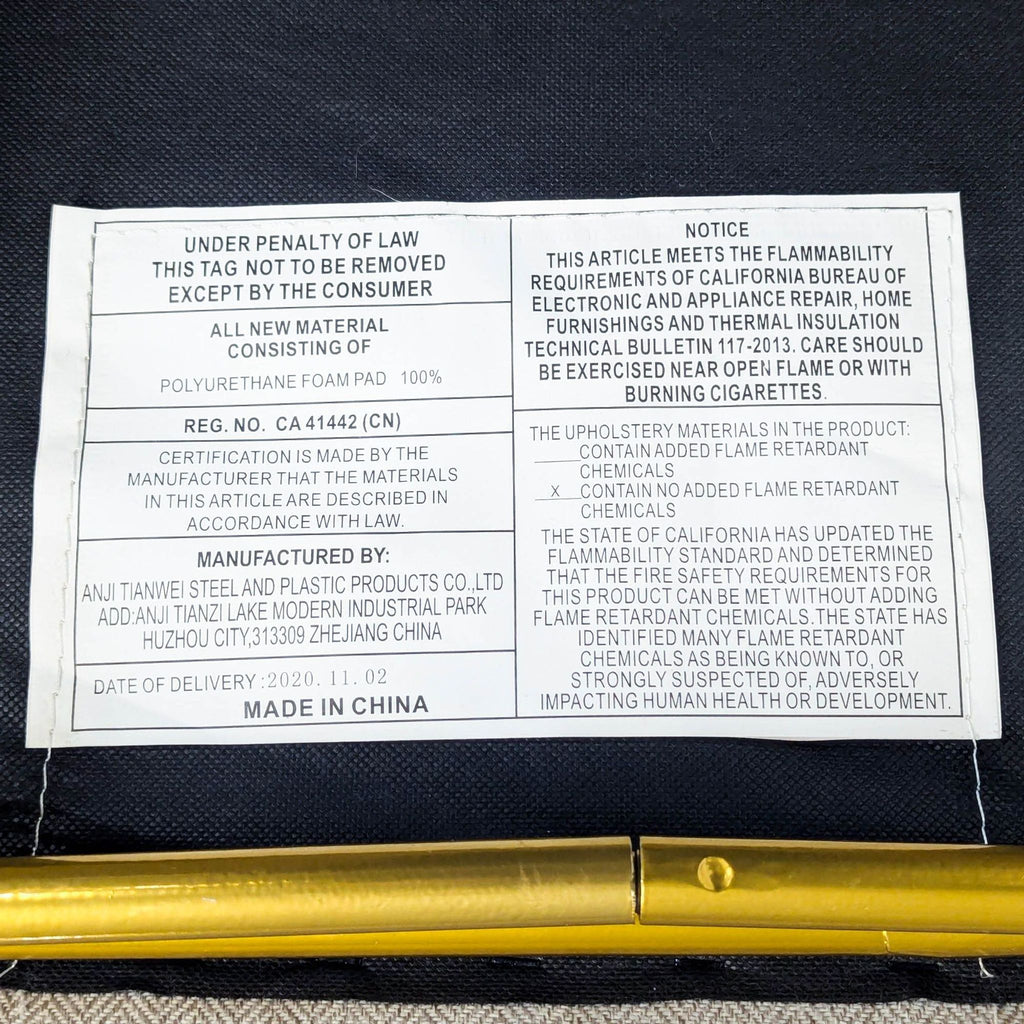 UNDER PENALTY OF LAW
THIS TAG NOT TO BE REMOVED
EXCEPT BY THE CONSUMER
ALL NEW MATERIAL
CONSISTING OF
POLYURETHANE FOAM PAD 100%
REG. NO. CA 41442 (CN)
CERTIFICATION IS MADE BY THE
MANUFACTURER THAT THE MATERIALS
IN THIS ARTICLE ARE DESCRIBED IN
ACCORDANCE WITH LAW.
MANUFACTURED BY:
ANJI TIANWEI STEEL AND PLASTIC PRODUCTS CO.,LTD
ADD:ANJI TIANZI LAKE MODERN INDUSTRIAL PARK
HUZHOU CITY,313309 ZHEJIANG CHINA
DATE OF DELIVERY :2020. 11. 02
MADE IN CHINA
NOTICE
THIS ARTICLE MEETS THE FLAMMABILITY
REQUIREMENTS OF CALIFORNIA BUREAU OF
ELECTRONIC AND APPLIANCE REPAIR, HOME
FURNISHINGS AND THERMAL INSULATION
TECHNICAL BULLETIN 117-2013. CARE SHOULD
BE EXERCISED NEAR OPEN FLAME OR WITH
BURNING CIGARETTES.
THE UPHOLSTERY MATERIALS IN THE PRODUCT:
____CONTAIN ADDED FLAME RETARDANT
CHEMICALS
__X__CONTAIN NO ADDED FLAME RETARDANT
CHEMICALS
THE STATE OF CALIFORNIA HAS UPDATED THE
FLAMMABILITY STANDARD AND DETERMINED
THAT THE FIRE SAFETY REQUIREMENTS FOR
THIS PRODUCT CAN BE MET WITHOUT ADDING
FLAME RETARDANT CHEMICALS.THE STATE HAS
IDENTIFIED MANY FLAME RETARDANT
CHEMICALS AS BEING KNOWN TO, OR
STRONGLY SUSPECTED OF, ADVERSELY
IMPACTING HUMAN HEALTH OR DEVELOPMENT.